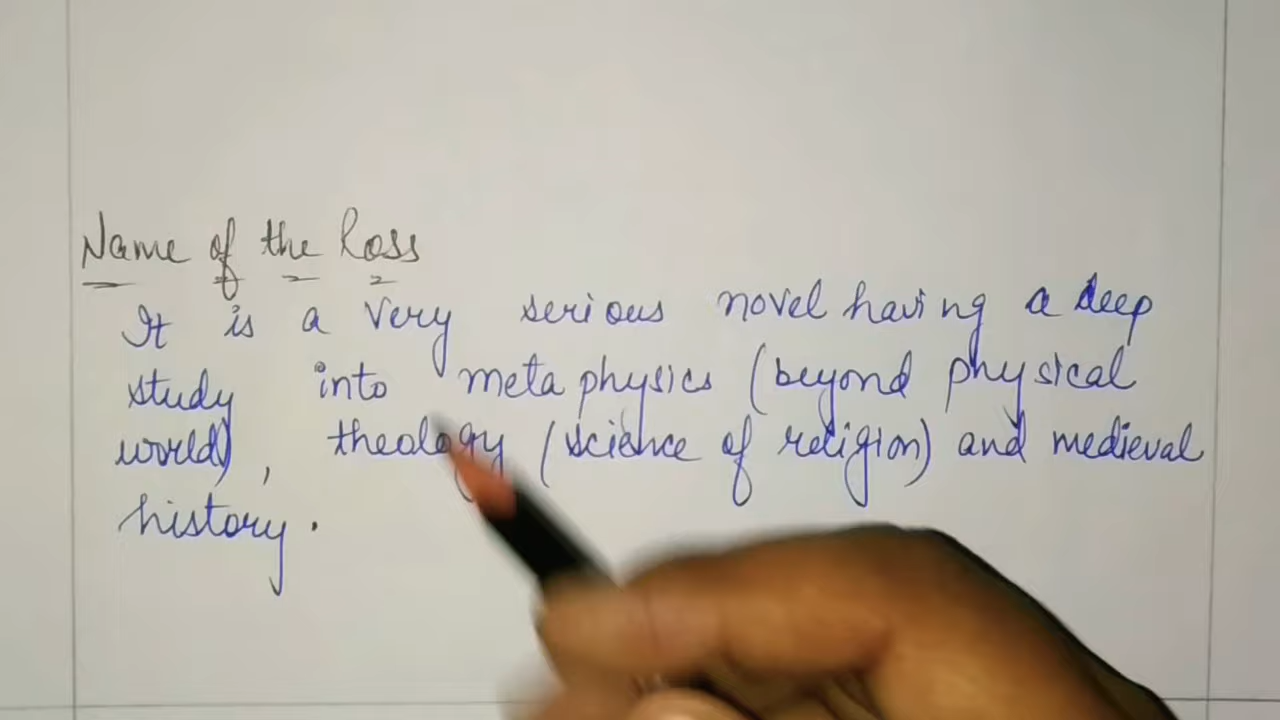 Name of the Ross
It is a very serious novel having a deep
study into metaphysics (beyond physical
world), theology (science of religion) and medieval
history.